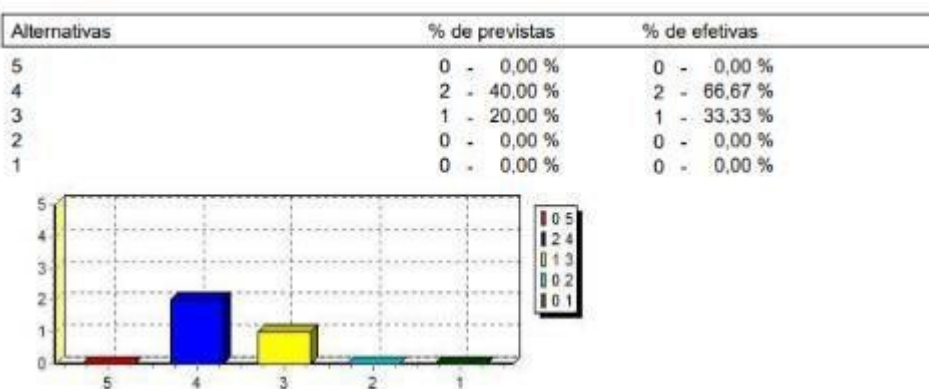 Alternativas % de previstas % de efetivas
5 0 - 0,00 % 0 - 0,00 %
4 2 - 40,00 % 2 - 66,67 %
3 1 - 20,00 % 1 - 33,33 %
2 0 - 0,00 % 0 - 0,00 %
1 0 - 0,00 % 0 - 0,00 %
5
4
3
2
1
0
5 4 3 2 1
0 5
2 4
1 3
0 2
0 1